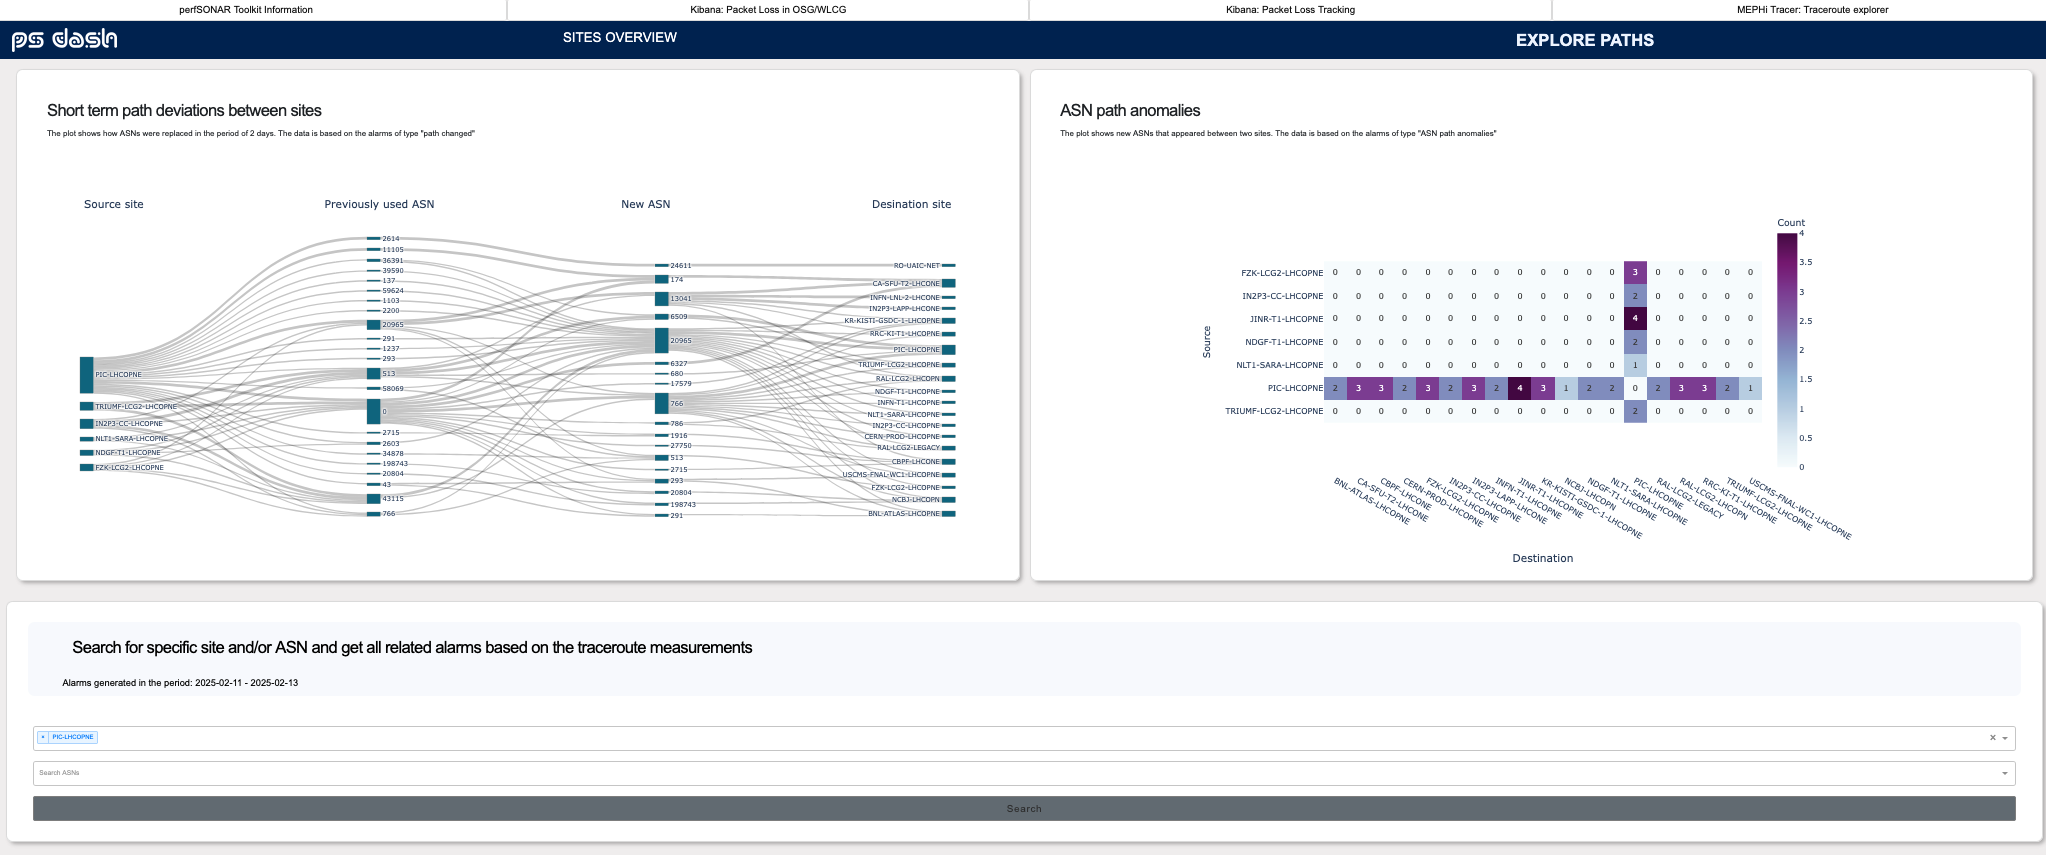 perfSONAR Toolkit Information
Kibana: Packet Loss in OSG/WLCG
Kibana: Packet Loss Tracking
MEPHi Tracer: Traceroute explorer
ps dash
SITES OVERVIEW
EXPLORE PATHS
Short term path deviations between sites
The plot shows how ASNs were replaced in the period of 2 days. The data is based on the alarms of type "path changed"
Source site
Previously used ASN
New ASN
Desination site
PIC-LHCOPNE
TRIUMF-LCG2-LHCOPNE
IN2P3-CC-LHCOPNE
NLT1-SARA-LHCOPNE
NDGF-T1-LHCOPNE
FZK-LCG2-LHCOPNE
2614
11105
36391
39590
137
59624
1103
2200
20965
291
1237
293
513
58069
0
2715
2603
34878
198743
20804
43
43115
766
24611
174
13041
6509
20965
6327
680
17579
766
786
1916
27750
513
2715
293
20804
198743
291
RO-UAIC-NET
CA-SFU-T2-LHCONE
INFN-LNL-2-LHCONE
IN2P3-LAPP-LHCONE
KR-KISTI-GSDC-1-LHCOPNE
RRC-KI-T1-LHCOPNE
PIC-LHCOPNE
TRIUMF-LCG2-LHCOPNE
RAL-LCG2-LHCOPN
NDGF-T1-LHCOPNE
INFN-T1-LHCOPNE
NLT1-SARA-LHCOPNE
IN2P3-CC-LHCOPNE
CERN-PROD-LHCOPNE
RAL-LCG2-LEGACY
CBPF-LHCONE
USCMS-FNAL-WC1-LHCOPNE
FZK-LCG2-LHCOPNE
NCBJ-LHCOPN
BNL-ATLAS-LHCOPNE
ASN path anomalies
The plot shows new ASNs that appeared between two sites. The data is based on the alarms of type "ASN path anomalies"
Source
FZK-LCG2-LHCOPNE 0 0 0 0 0 0 0 0 0 0 0 0 0 3 0 0 0 0 0
IN2P3-CC-LHCOPNE 0 0 0 0 0 0 0 0 0 0 0 0 0 2 0 0 0 0 0
JINR-T1-LHCOPNE 0 0 0 0 0 0 0 0 0 0 0 0 0 4 0 0 0 0 0
NDGF-T1-LHCOPNE 0 0 0 0 0 0 0 0 0 0 0 0 0 2 0 0 0 0 0
NLT1-SARA-LHCOPNE 0 0 0 0 0 0 0 0 0 0 0 0 0 1 0 0 0 0 0
PIC-LHCOPNE 2 3 3 2 3 2 3 2 4 3 1 2 2 0 2 3 3 2 1
TRIUMF-LCG2-LHCOPNE 0 0 0 0 0 0 0 0 0 0 0 0 0 2 0 0 0 0 0
BNL-ATLAS-LHCOPNE
CA-SFU-T2-LHCONE
CBPF-LHCONE
CERN-PROD-LHCOPNE
FZK-LCG2-LHCOPNE
IN2P3-CC-LHCOPNE
IN2P3-LAPP-LHCONE
INFN-T1-LHCOPNE
JINR-T1-LHCOPNE
KR-KISTI-GSDC-1-LHCOPNE
NCBJ-LHCOPN
NDGF-T1-LHCOPNE
NLT1-SARA-LHCOPNE
PIC-LHCOPNE
RAL-LCG2-LEGACY
RAL-LCG2-LHCOPN
RRC-KI-T1-LHCOPNE
TRIUMF-LCG2-LHCOPNE
USCMS-FNAL-WC1-LHCOPNE
Destination
Count
4
3.5
3
2.5
2
1.5
1
0.5
0
Search for specific site and/or ASN and get all related alarms based on the traceroute measurements
Alarms generated in the period: 2025-02-11 - 2025-02-13
× PIC-LHCOPNE
×
Search ASNs
Search